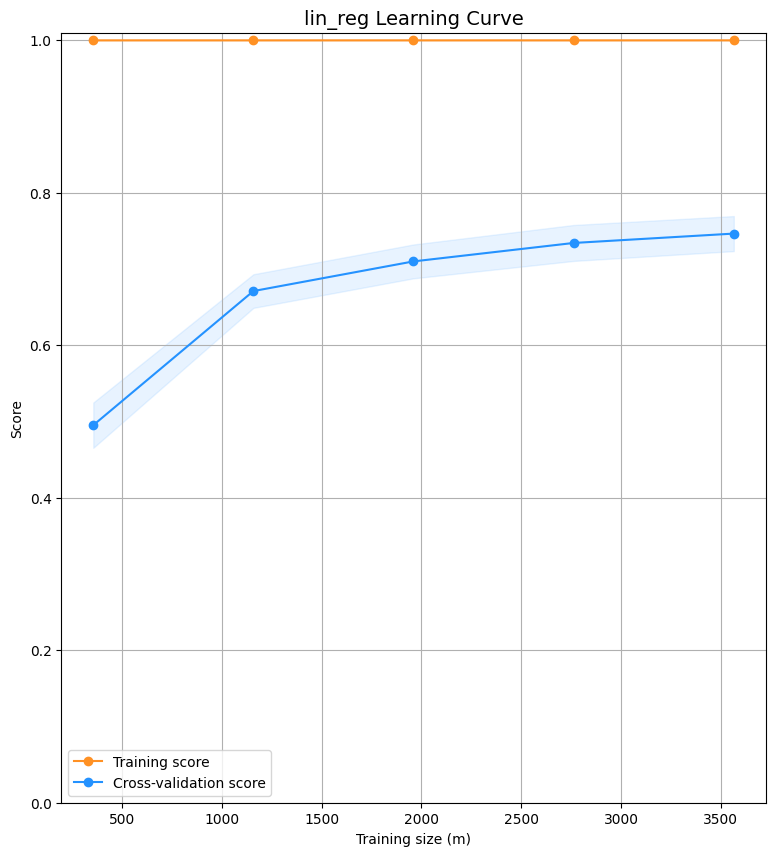 lin_reg Learning Curve
1.0
0.8
0.6
0.4
0.2
0.0
Score
Training score
Cross-validation score
500
1000
1500
2000
2500
3000
3500
Training size (m)